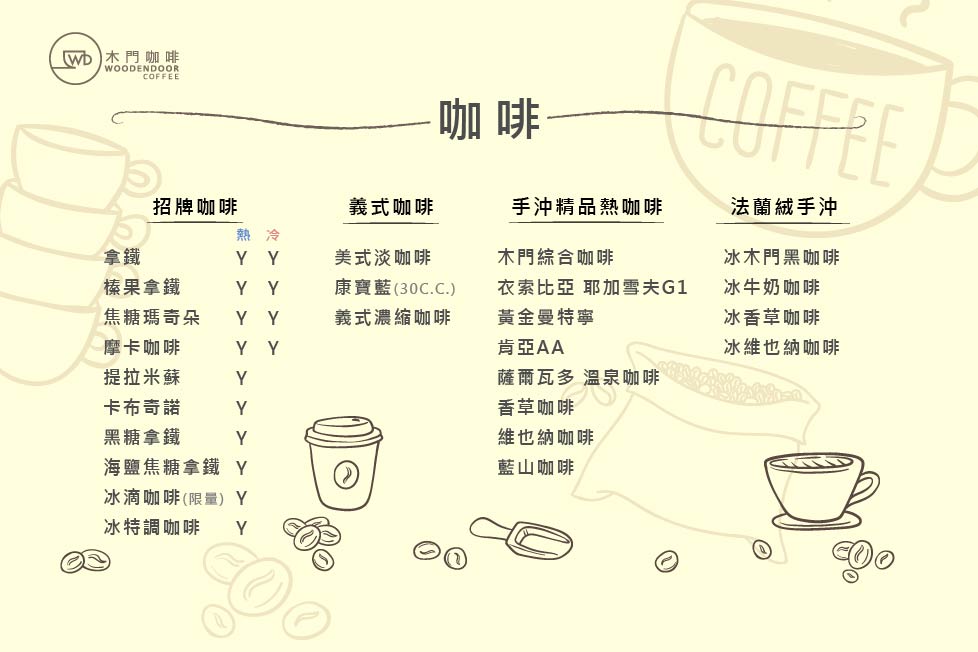 WD
木門咖啡
WOODENDOOR
COFFEE
COFFEE
咖啡
招牌咖啡
熱 冷
拿鐵 Y Y
榛果拿鐵 Y Y
焦糖瑪奇朵 Y Y
摩卡咖啡 Y Y
提拉米蘇 Y
卡布奇諾 Y
黑糖拿鐵 Y
海鹽焦糖拿鐵 Y
冰滴咖啡(限量) Y
冰特調咖啡 Y
義式咖啡
美式淡咖啡
康寶藍(30C.C.)
義式濃縮咖啡
手沖精品熱咖啡
木門綜合咖啡
衣索比亞 耶加雪夫G1
黃金曼特寧
肯亞AA
薩爾瓦多 溫泉咖啡
香草咖啡
維也納咖啡
藍山咖啡
法蘭絨手沖
冰木門黑咖啡
冰牛奶咖啡
冰香草咖啡
冰維也納咖啡